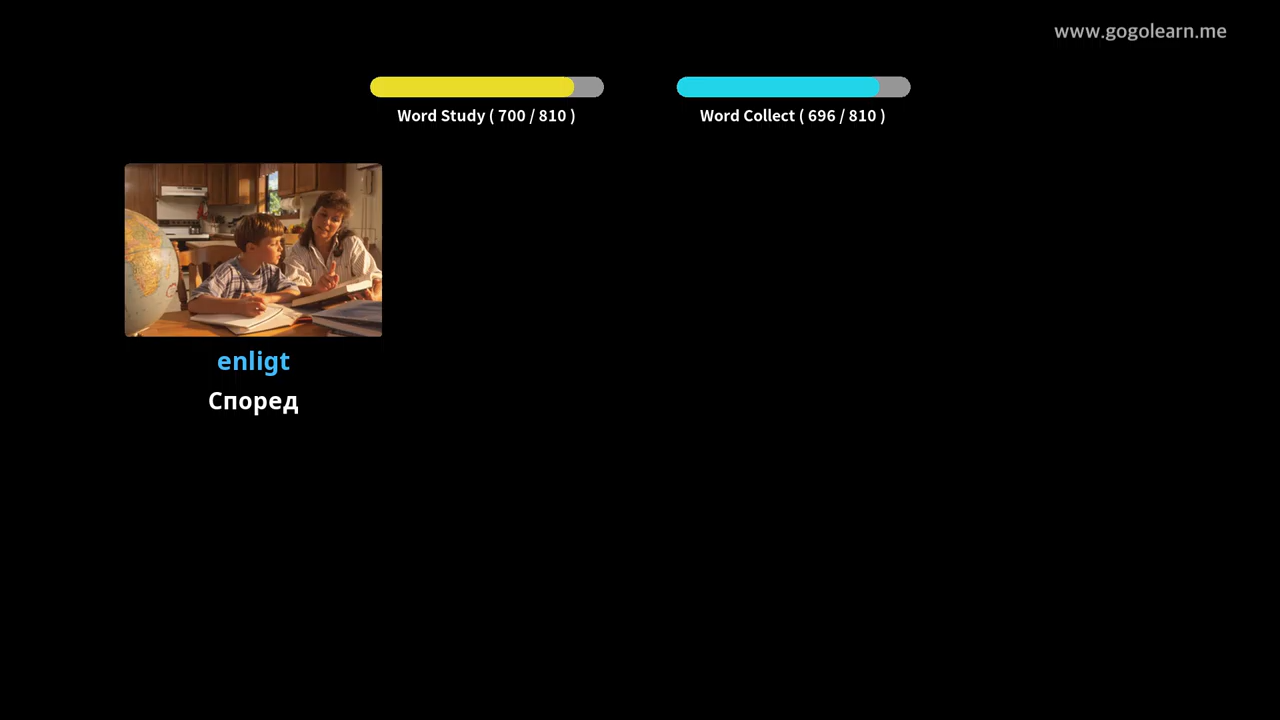 www.gogolearn.me
Word Study ( 700 / 810 )
Word Collect ( 696 / 810 )
enligt
Според